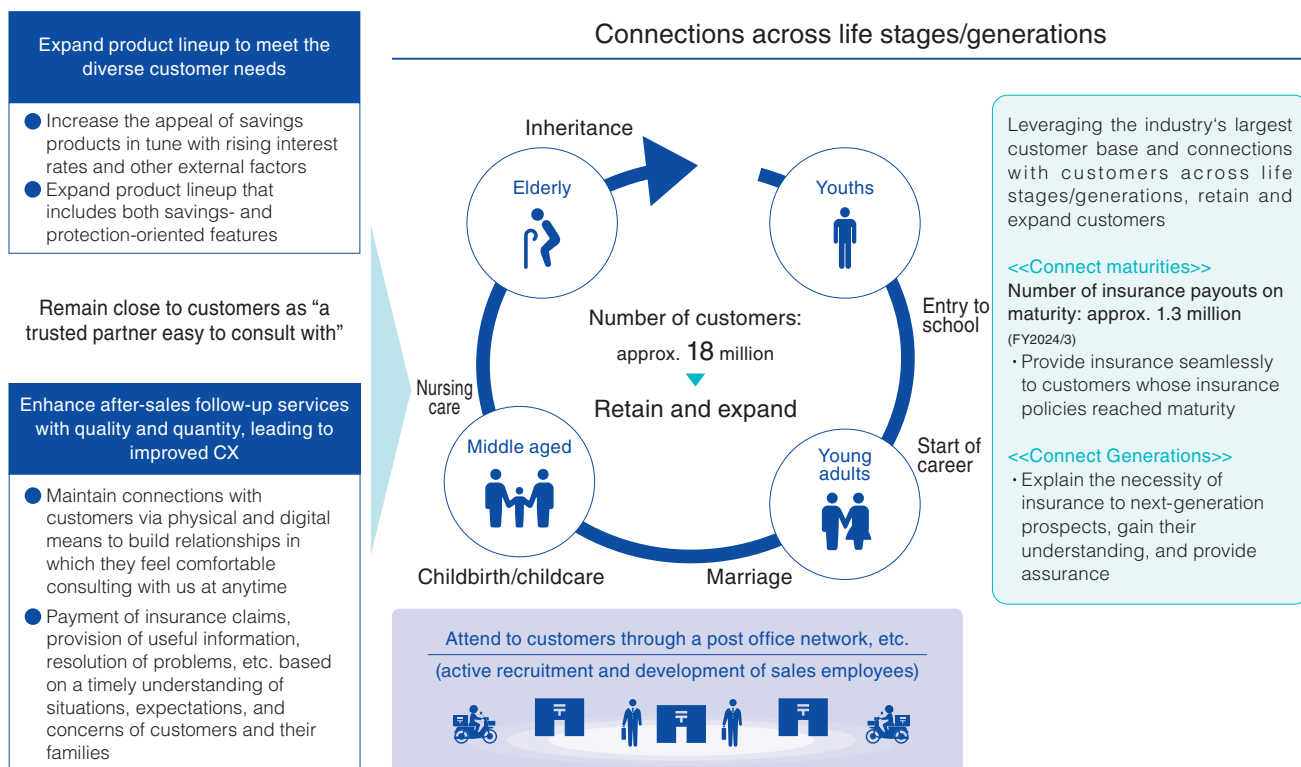 Expand product lineup to meet the
diverse customer needs
● Increase the appeal of savings
products in tune with rising interest
rates and other external factors
● Expand product lineup that
includes both savings- and
protection-oriented features
Remain close to customers as “a
trusted partner easy to consult with”
Enhance after-sales follow-up services
with quality and quantity, leading to
improved CX
● Maintain connections with
customers via physical and digital
means to build relationships in
which they feel comfortable
consulting with us at anytime
● Payment of insurance claims,
provision of useful information,
resolution of problems, etc. based
on a timely understanding of
situations, expectations, and
concerns of customers and their
families
Connections across life stages/generations
Inheritance
Elderly
Youths
Entry to
school
Number of customers:
approx. 18 million
Retain and expand
Nursing
care
Middle aged
Young
adults
Start of
career
Childbirth/childcare
Marriage
Attend to customers through a post office network, etc.
(active recruitment and development of sales employees)
〒
〒
〒
Leveraging the industry's largest
customer base and connections
with customers across life
stages/generations, retain and
expand customers
<<Connect maturities>>
Number of insurance payouts on
maturity: approx. 1.3 million
(FY2024/3)
・Provide insurance seamlessly
to customers whose insurance
policies reached maturity
<<Connect Generations>>
・Explain the necessity of
insurance to next-generation
prospects, gain their
understanding, and provide
assurance